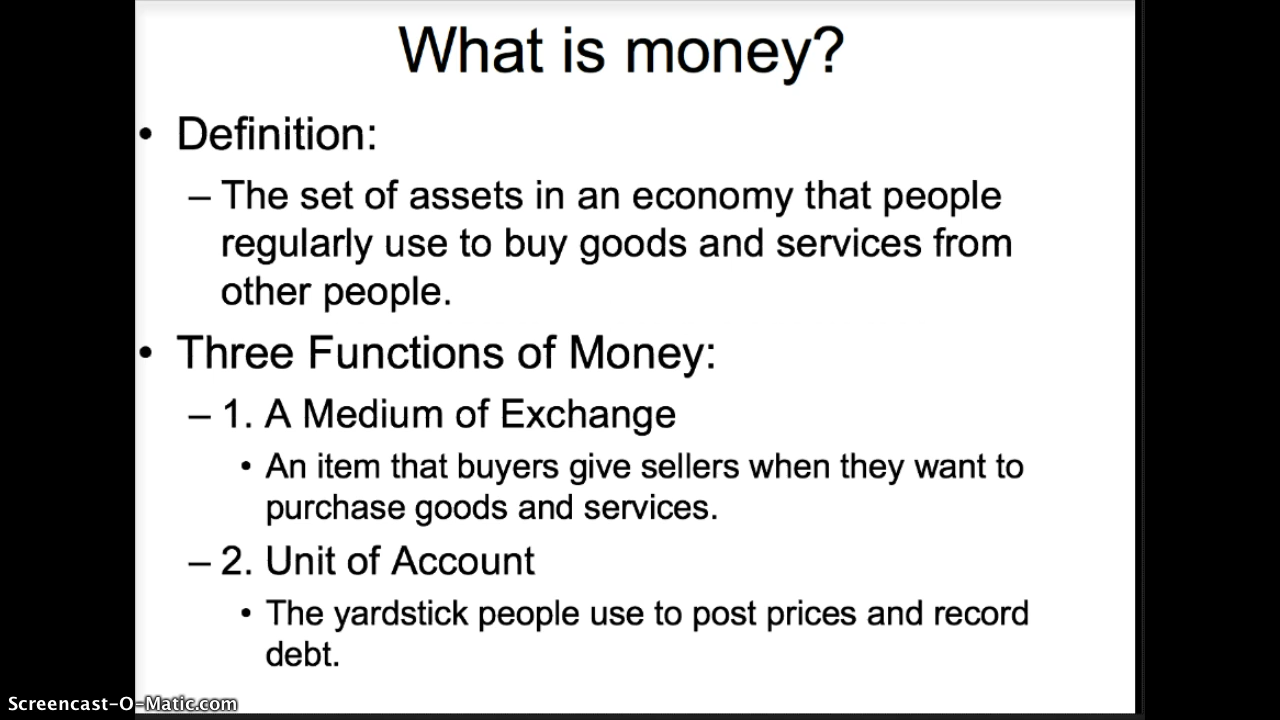 What is money?
• Definition:
– The set of assets in an economy that people
regularly use to buy goods and services from
other people.
• Three Functions of Money:
– 1. A Medium of Exchange
• An item that buyers give sellers when they want to
purchase goods and services.
– 2. Unit of Account
• The yardstick people use to post prices and record
debt.
Screencast-O-Matic.com